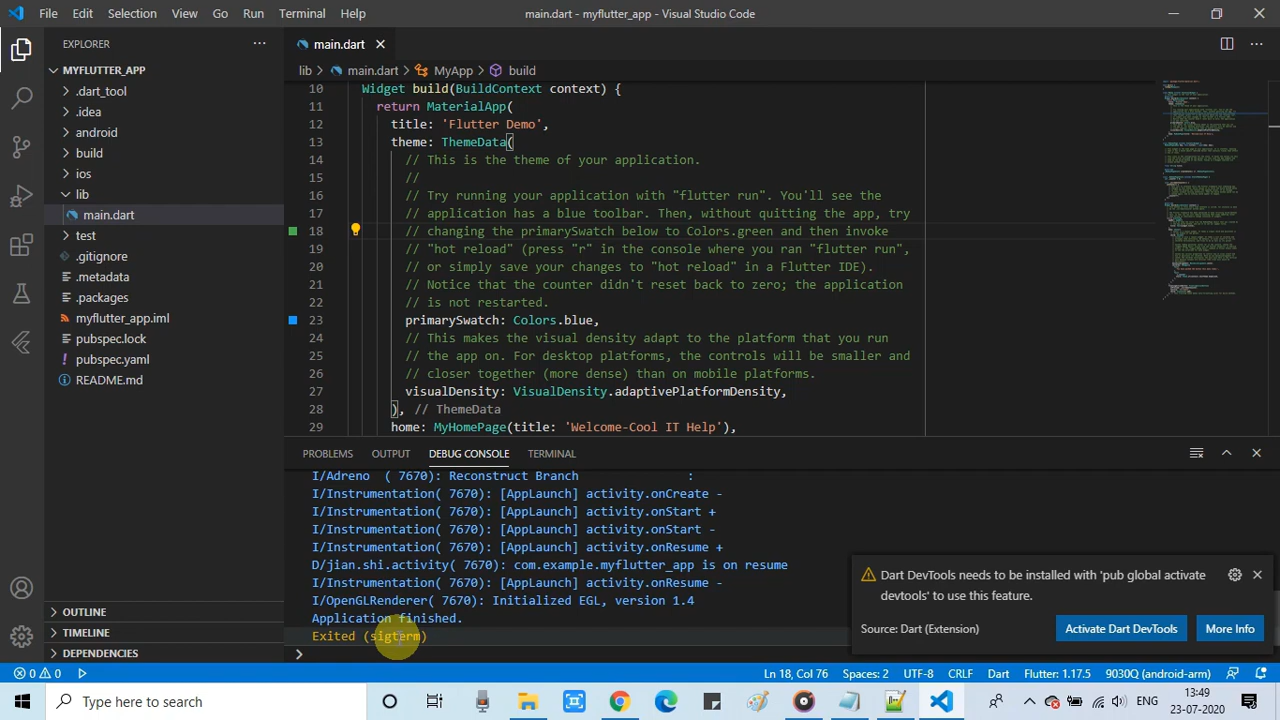 File Edit Selection View Go Run Terminal Help
main.dart - myflutter_app - Visual Studio Code
EXPLORER
MYFLUTTER_APP
.dart_tool
.idea
android
build
ios
lib
main.dart
test
.gitignore
.metadata
.packages
myflutter_app.iml
pubspec.lock
pubspec.yaml
README.md
OUTLINE
TIMELINE
DEPENDENCIES
main.dart
lib > main.dart > MyApp > build
10 Widget build(BuildContext context) {
11 return MaterialApp(
12 title: 'Flutter Demo',
13 theme: ThemeData(
14 // This is the theme of your application.
15 //
16 // Try running your application with "flutter run". You'll see the
17 // application has a blue toolbar. Then, without quitting the app, try
18 // changing the primarySwatch below to Colors.green and then invoke
19 // "hot reload" (press "r" in the console where you ran "flutter run",
20 // or simply save your changes to "hot reload" in a Flutter IDE).
21 // Notice that the counter didn't reset back to zero; the application
22 // is not restarted.
23 primarySwatch: Colors.blue,
24 // This makes the visual density adapt to the platform that you run
25 // the app on. For desktop platforms, the controls will be smaller and
26 // closer together (more dense) than on mobile platforms.
27 visualDensity: VisualDensity.adaptivePlatformDensity,
28 ), // ThemeData
29 home: MyHomePage(title: 'Welcome-Cool IT Help'),
PROBLEMS OUTPUT DEBUG CONSOLE TERMINAL
I/Adreno  ( 7670): Reconstruct Branch :
I/Instrumentation( 7670): [AppLaunch] activity.onCreate -
I/Instrumentation( 7670): [AppLaunch] activity.onStart +
I/Instrumentation( 7670): [AppLaunch] activity.onStart -
I/Instrumentation( 7670): [AppLaunch] activity.onResume +
D/jian.shi.activity( 7670): com.example.myflutter_app is on resume
I/Instrumentation( 7670): [AppLaunch] activity.onResume -
I/OpenGLRenderer( 7670): Initialized EGL, version 1.4
Application finished.
Exited (sigterm)
Dart DevTools needs to be installed with 'pub global activate
devtools' to use this feature.
Source: Dart (Extension)
Activate Dart DevTools
More Info
0 0
Ln 18, Col 76 Spaces: 2 UTF-8 CRLF Dart Flutter: 1.17.5 9030Q (android-arm)
Type here to search
ENG
13:49
23-07-2020